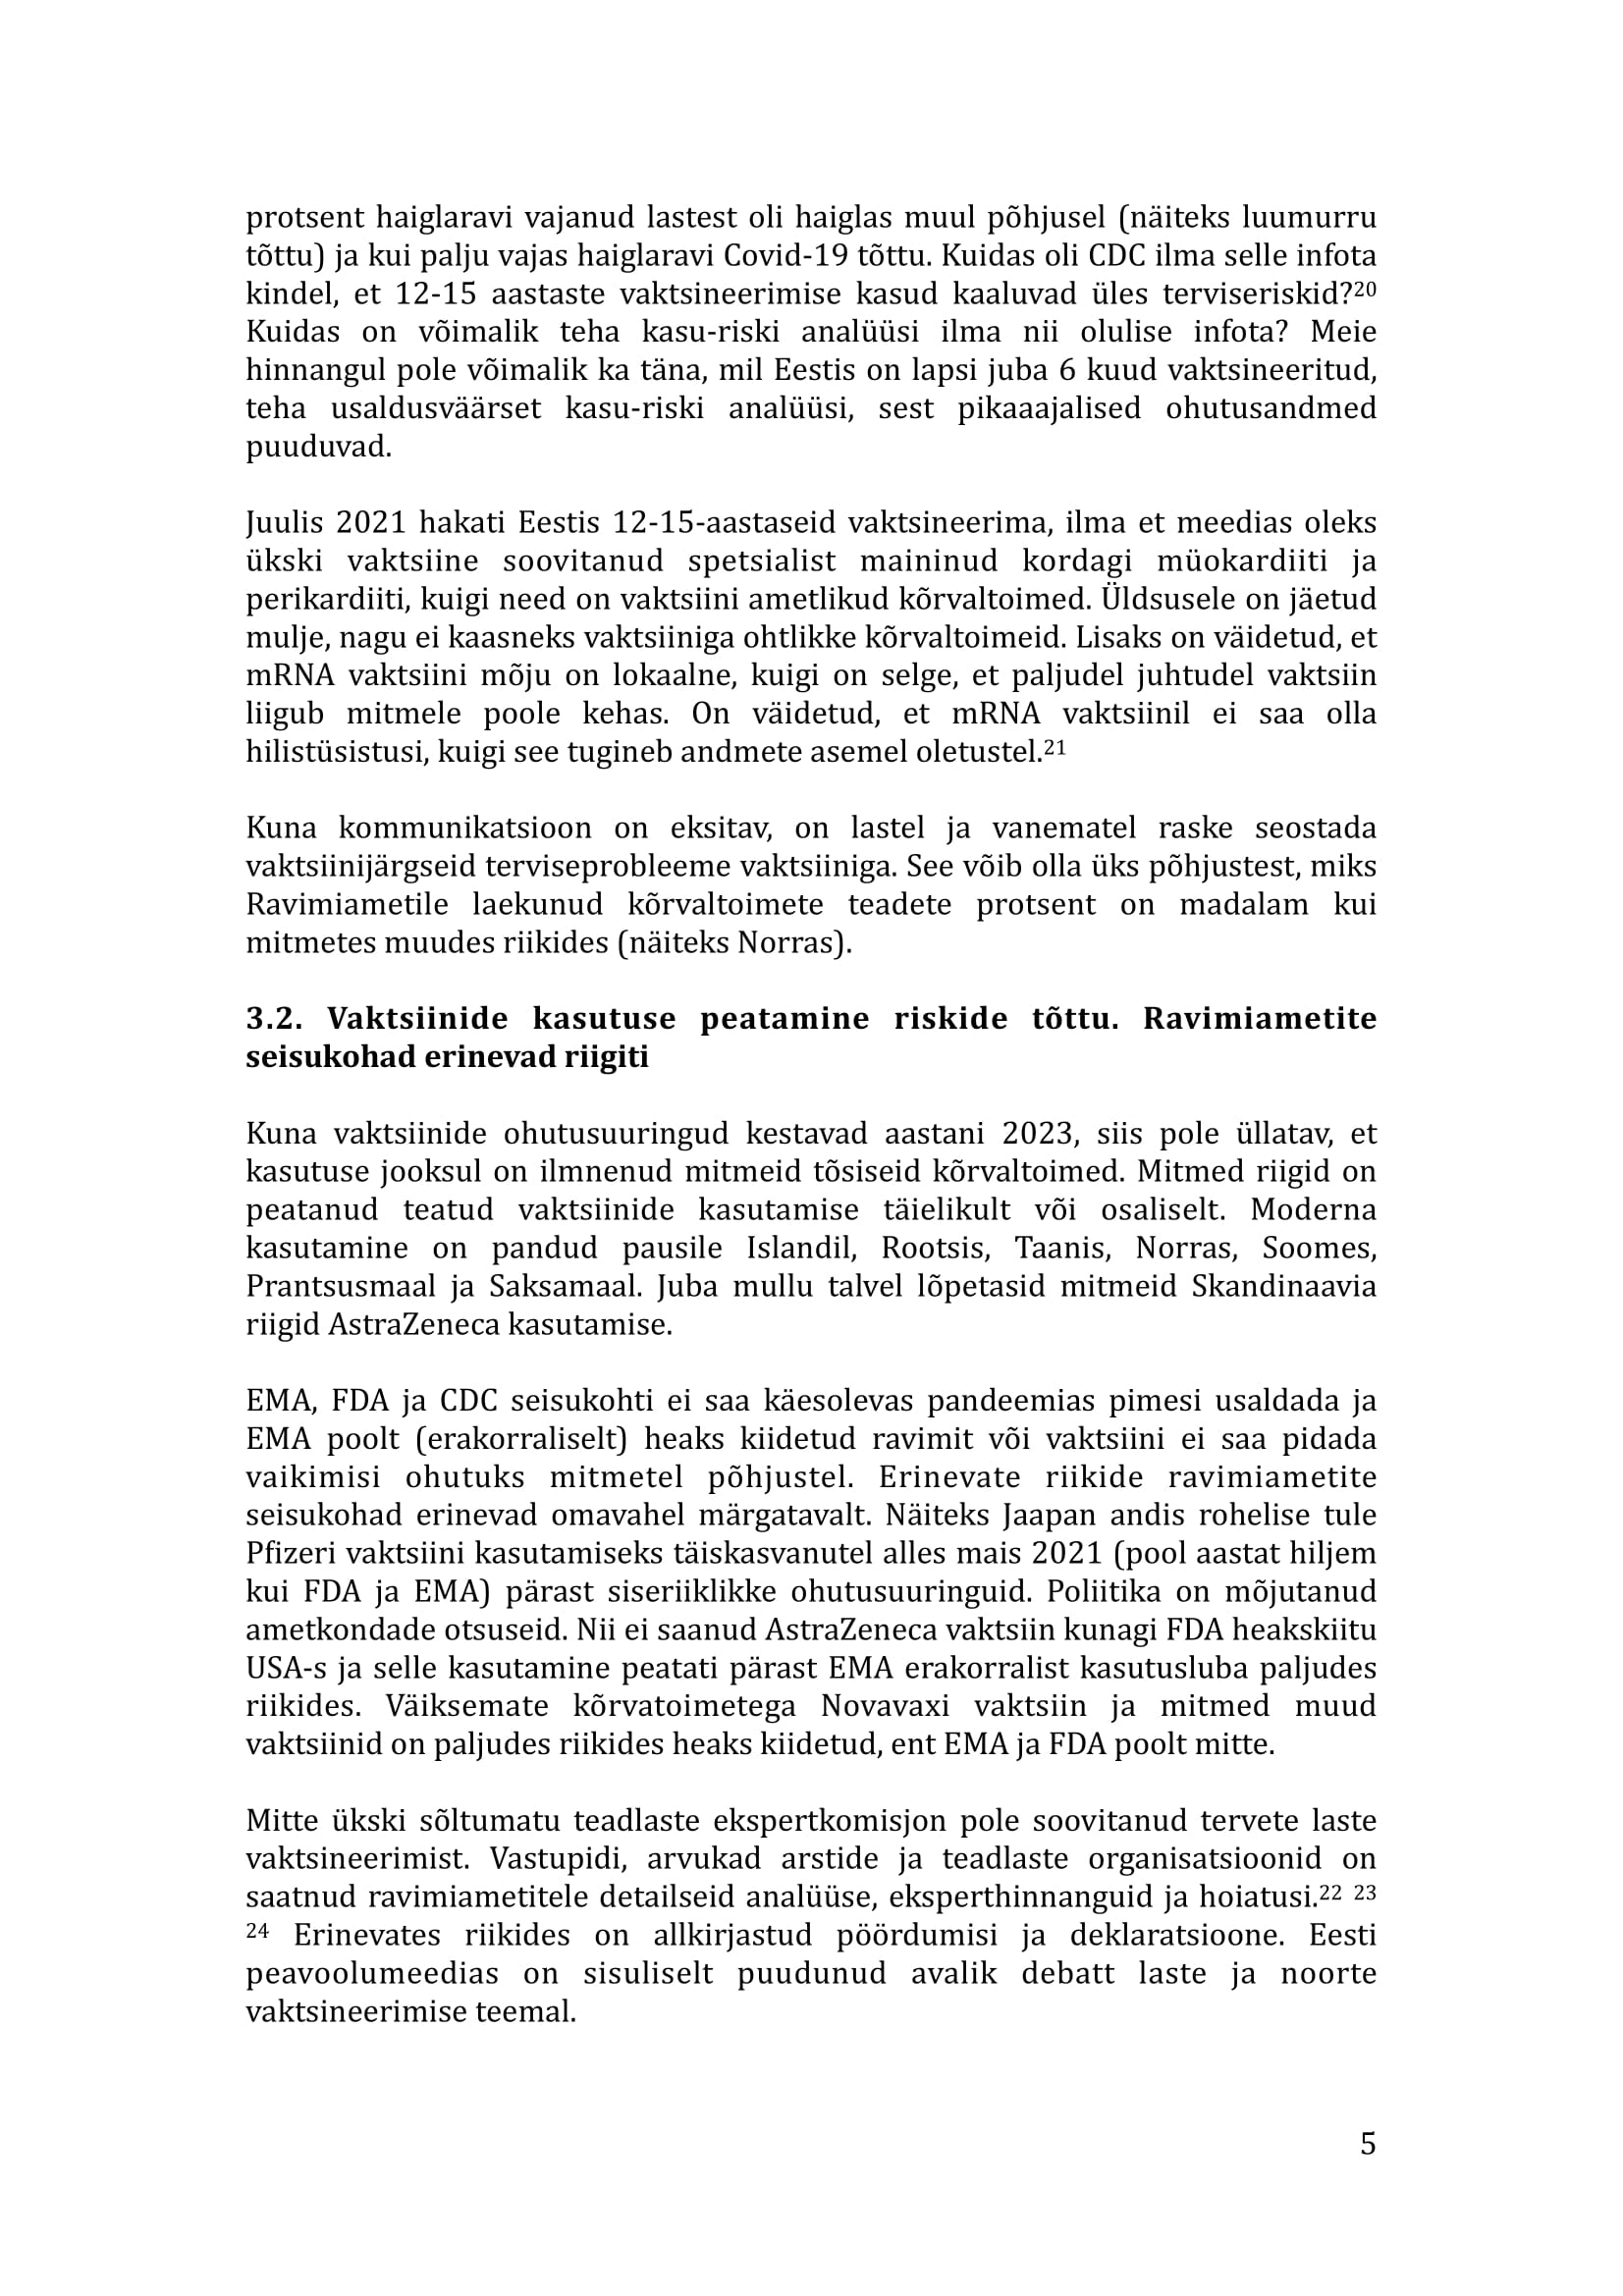 protsent haiglaravi vajanud lastest oli haiglas muul põhjusel (näiteks luumurru
tõttu) ja kui palju vajas haiglaravi Covid-19 tõttu. Kuidas oli CDC ilma selle infota
kindel, et 12-15 aastaste vaktsineerimise kasud kaaluvad üles terviseriskid?20
Kuidas on võimalik teha kasu-riski analüüsi ilma nii olulise infota? Meie
hinnangul pole võimalik ka täna, mil Eestis on lapsi juba 6 kuud vaktsineeritud,
teha usaldusväärset kasu-riski analüüsi, sest pikaaajalised ohutusandmed
puuduvad.
Juulis 2021 hakati Eestis 12-15-aastaseid vaktsineerima, ilma et meedias oleks
ükski vaktsiine soovitanud spetsialist maininud kordagi müokardiiti ja
perikardiiti, kuigi need on vaktsiini ametlikud kõrvaltoimed. Üldsusele on jäetud
mulje, nagu ei kaasneks vaktsiiniga ohtlikke kõrvaltoimeid. Lisaks on väidetud, et
mRNA vaktsiini mõju on lokaalne, kuigi on selge, et paljudel juhtudel vaktsiin
liigub mitmele poole kehas. On väidetud, et mRNA vaktsiinil ei saa olla
hilistüsistusi, kuigi see tugineb andmete asemel oletustel.21
Kuna kommunikatsioon on eksitav, on lastel ja vanematel raske seostada
vaktsiinijärgseid terviseprobleeme vaktsiiniga. See võib olla üks põhjustest, miks
Ravimiametile laekunud kõrvaltoimete teadete protsent on madalam kui
mitmetes muudes riikides (näiteks Norras).
3.2. Vaktsiinide kasutuse peatamine riskide tõttu. Ravimiametite
seisukohad erinevad riigiti
Kuna vaktsiinide ohutusuuringud kestavad aastani 2023, siis pole üllatav, et
kasutuse jooksul on ilmnenud mitmeid tõsiseid kõrvaltoimed. Mitmed riigid on
peatanud teatud vaktsiinide kasutamise täielikult või osaliselt. Moderna
kasutamine on pandud pausile Islandil, Rootsis, Taanis, Norras, Soomes,
Prantsusmaal ja Saksamaal. Juba mullu talvel lõpetasid mitmeid Skandinaavia
riigid AstraZeneca kasutamise.
EMA, FDA ja CDC seisukohti ei saa käesolevas pandeemias pimesi usaldada ja
EMA poolt (erakorraliselt) heaks kiidetud ravimit või vaktsiini ei saa pidada
vaikimisi ohutuks mitmetel põhjustel. Erinevate riikide ravimiametite
seisukohad erinevad omavahel märgatavalt. Näiteks Jaapan andis rohelise tule
Pfizeri vaktsiini kasutamiseks täiskasvanutel alles mais 2021 (pool aastat hiljem
kui FDA ja EMA) pärast siseriiklikke ohutusuuringuid. Poliitika on mõjutanud
ametkondade otsuseid. Nii ei saanud AstraZeneca vaktsiin kunagi FDA heakskiitu
USA-s ja selle kasutamine peatati pärast EMA erakorralist kasutusluba paljudes
riikides. Väiksemate kõrvatoimetega Novavaxi vaktsiin ja mitmed muud
vaktsiinid on paljudes riikides heaks kiidetud, ent EMA ja FDA poolt mitte.
Mitte ükski sõltumatu teadlaste ekspertkomisjon pole soovitanud tervete laste
vaktsineerimist. Vastupidi, arvukad arstide ja teadlaste organisatsioonid on
saatnud ravimiametitele detailseid analüüse, eksperthinnanguid ja hoiatusi.22 23
24 Erinevates riikides on allkirjastud pöördumisi ja deklaratsioone. Eesti
peavoolumeedias on sisuliselt puudunud avalik debatt laste ja noorte
vaktsineerimise teemal.
5